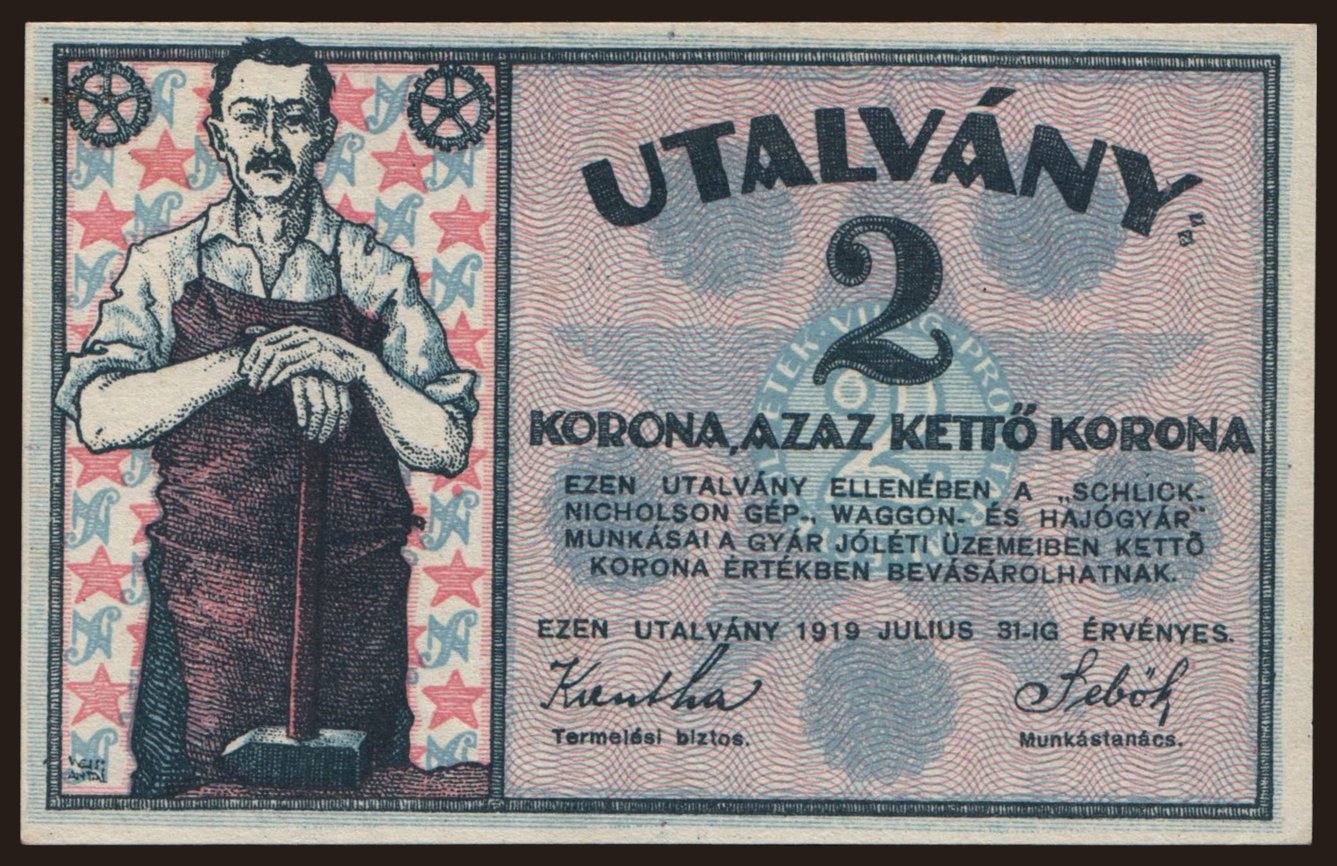 UTALVÁNY
2
KORONA, AZAZ KETTŐ KORONA
EZEN UTALVÁNY ELLENÉBEN A „SCHLICK-
NICHOLSON GÉP-, WAGGON- ÉS HAJÓGYÁR"
MUNKÁSAI A GYÁR JÓLÉTI ÜZEMEIBEN KETTŐ
KORONA ÉRTÉKBEN BEVÁSÁROLHATNAK.
EZEN UTALVÁNY 1919 JULIUS 31-IG ÉRVÉNYES.
Termelési biztos.
Sebők
Munkástanács.
ANTAL